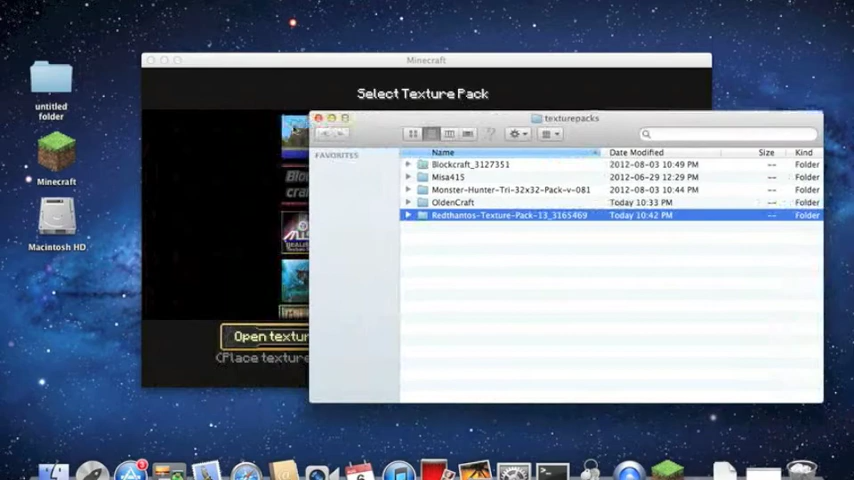 Minecraft
Select Texture Pack
texturepacks
FAVORITES
Name Date Modified Size Kind
Blockcraft_3127351 2012-08-03 10:49 PM -- Folder
Misa415 2012-06-29 12:29 PM -- Folder
Monster-Hunter-Tri-32x32-Pack-v-081 2012-08-03 10:44 PM -- Folder
OldenCraft Today 10:33 PM -- Folder
Redthantos-Texture-Pack-13_3165469 Today 10:42 PM -- Folder
untitled
folder
Minecraft
Macintosh HD
Open textur
(Place texture
3
6